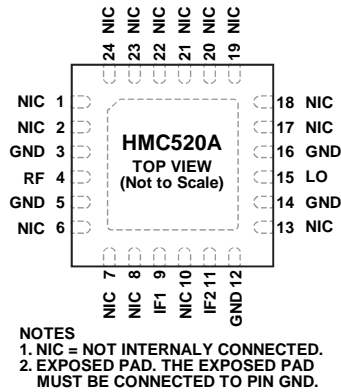 24 NIC
23 NIC
22 NIC
21 NIC
20 NIC
19 NIC
NIC 1
NIC 2
GND 3
RF 4
GND 5
NIC 6
HMC520A
TOP VIEW
(Not to Scale)
18 NIC
17 NIC
16 GND
15 LO
14 GND
13 NIC
NIC 7
NIC 8
IF1 9
NIC 10
IF2 11
GND 12
NOTES
1. NIC = NOT INTERNALY CONNECTED.
2. EXPOSED PAD. THE EXPOSED PAD
MUST BE CONNECTED TO PIN GND.